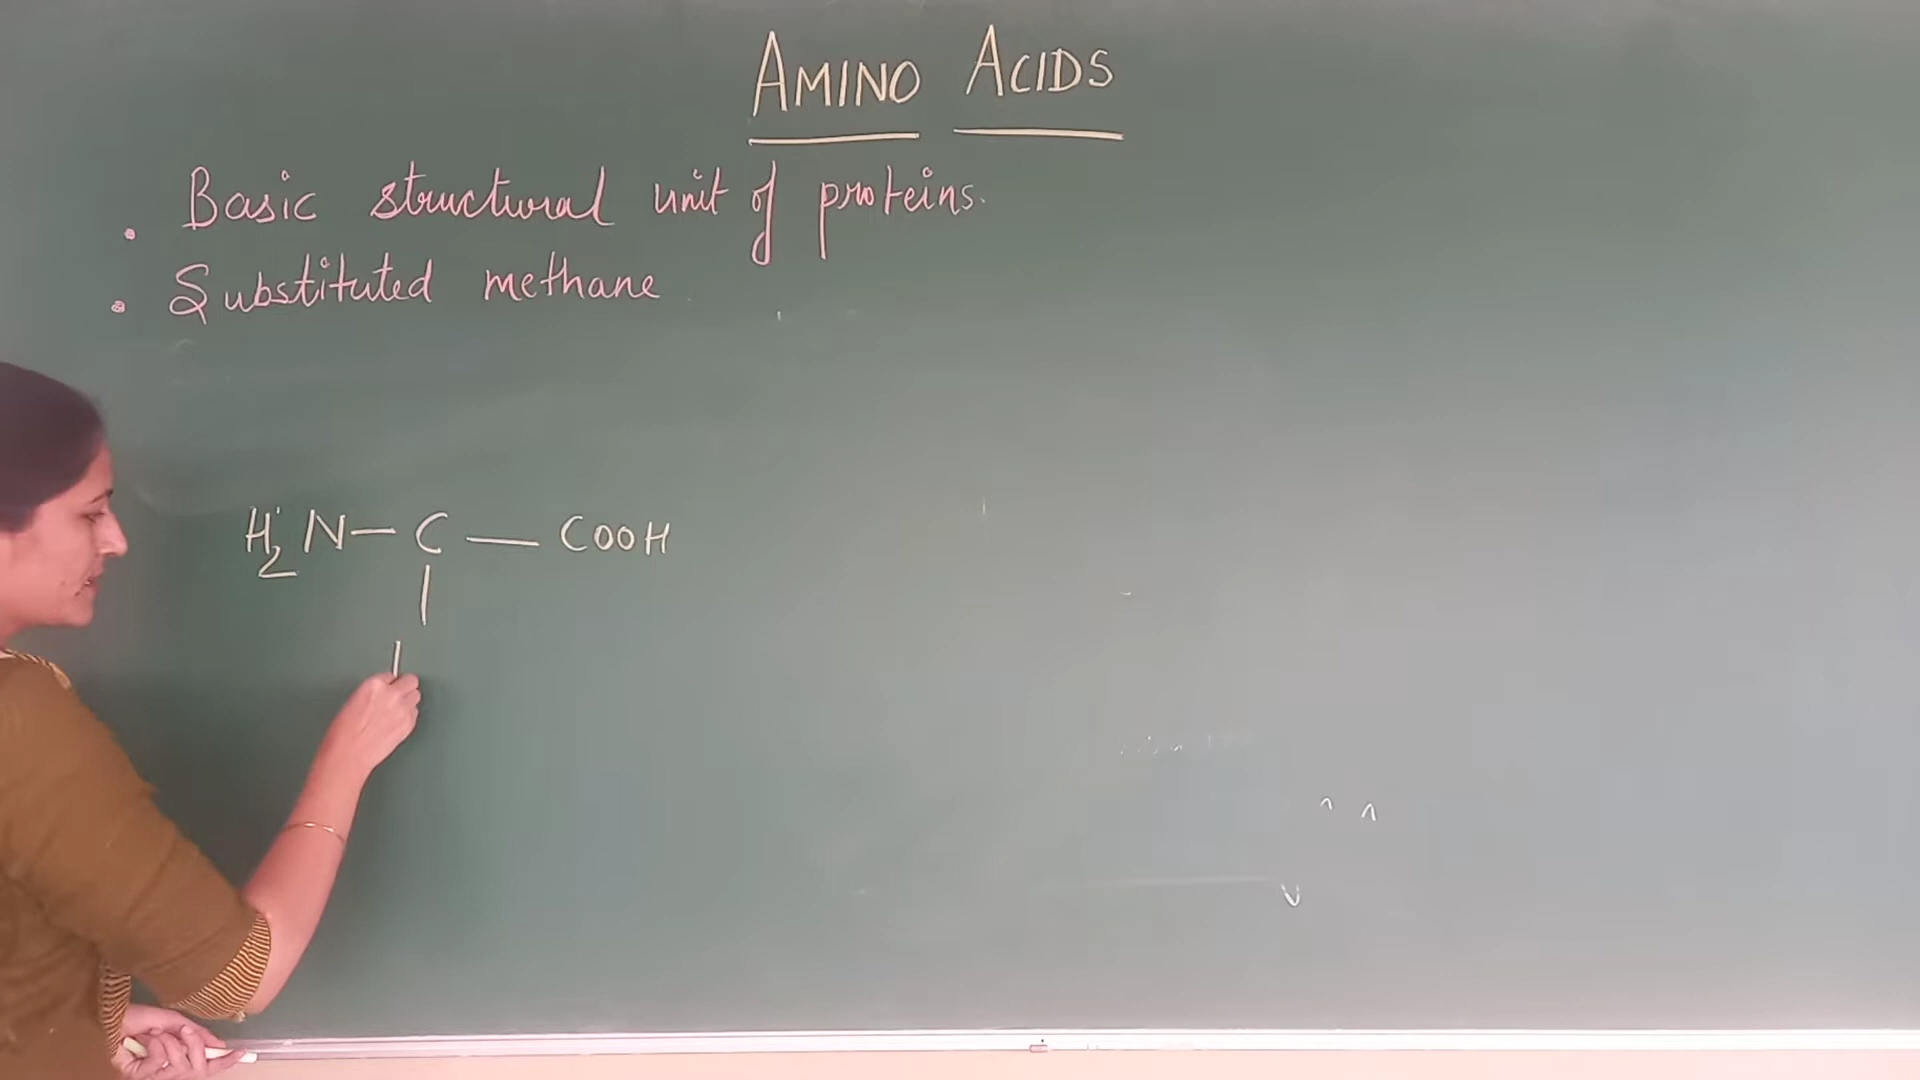 AMINO ACIDS
. Basic structural unit of proteins.
. Substituted methane
H2N-C-COOH